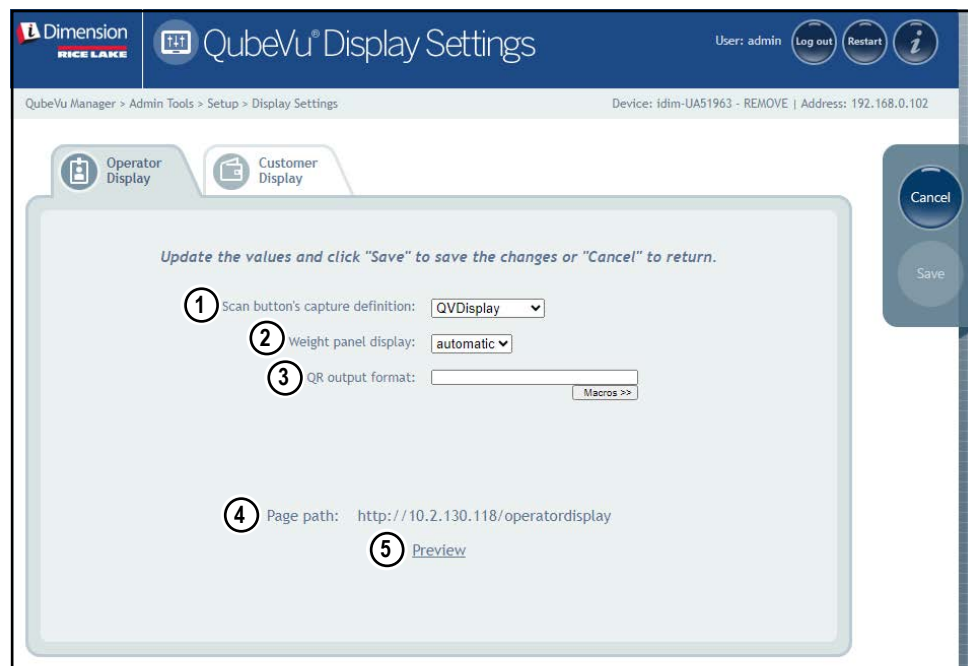 iDimension
RICE LAKE
QubeVu® Display Settings
User: admin
Log out
Restart
i
QubeVu Manager > Admin Tools > Setup > Display Settings
Device: idim-UA51963 - REMOVE | Address: 192.168.0.102
Operator
Display
Customer
Display
Cancel
Save
Update the values and click "Save" to save the changes or "Cancel" to return.
1 Scan button's capture definition: QVDisplay
2 Weight panel display: automatic
3 QR output format:
Macros >>
4 Page path: http://10.2.130.118/operatordisplay
5 Preview